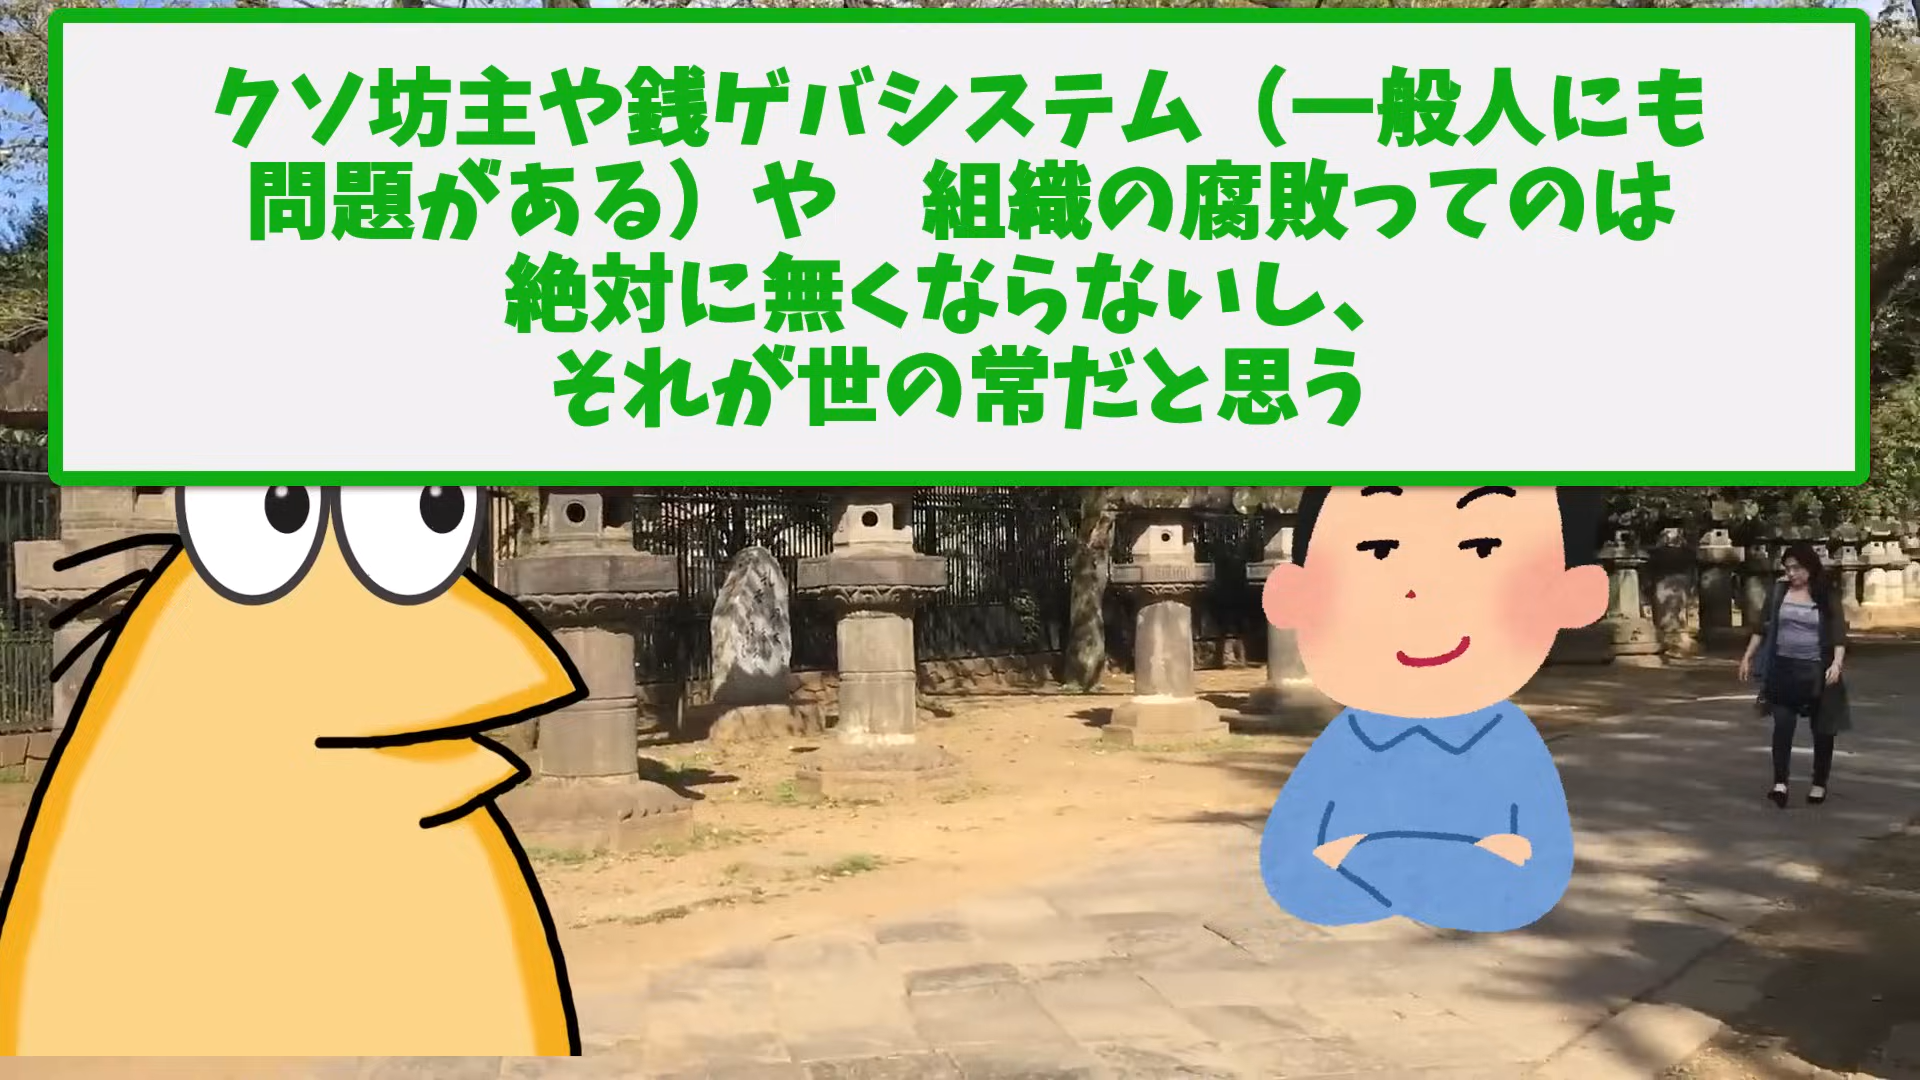 クソ坊主や銭ゲバシステム（一般人にも
問題がある）や　組織の腐敗ってのは
絶対に無くならないし、
それが世の常だと思う